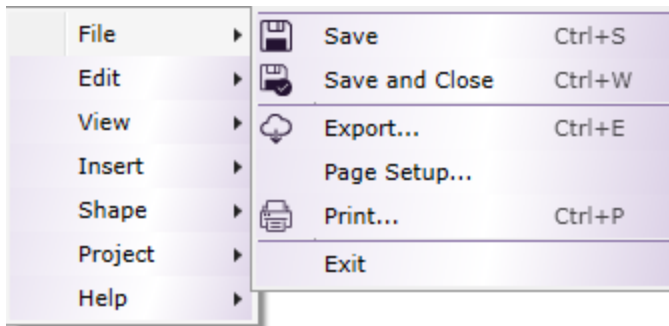 File
Edit
View
Insert
Shape
Project
Help
Save Ctrl+S
Save and Close Ctrl+W
Export... Ctrl+E
Page Setup...
Print... Ctrl+P
Exit